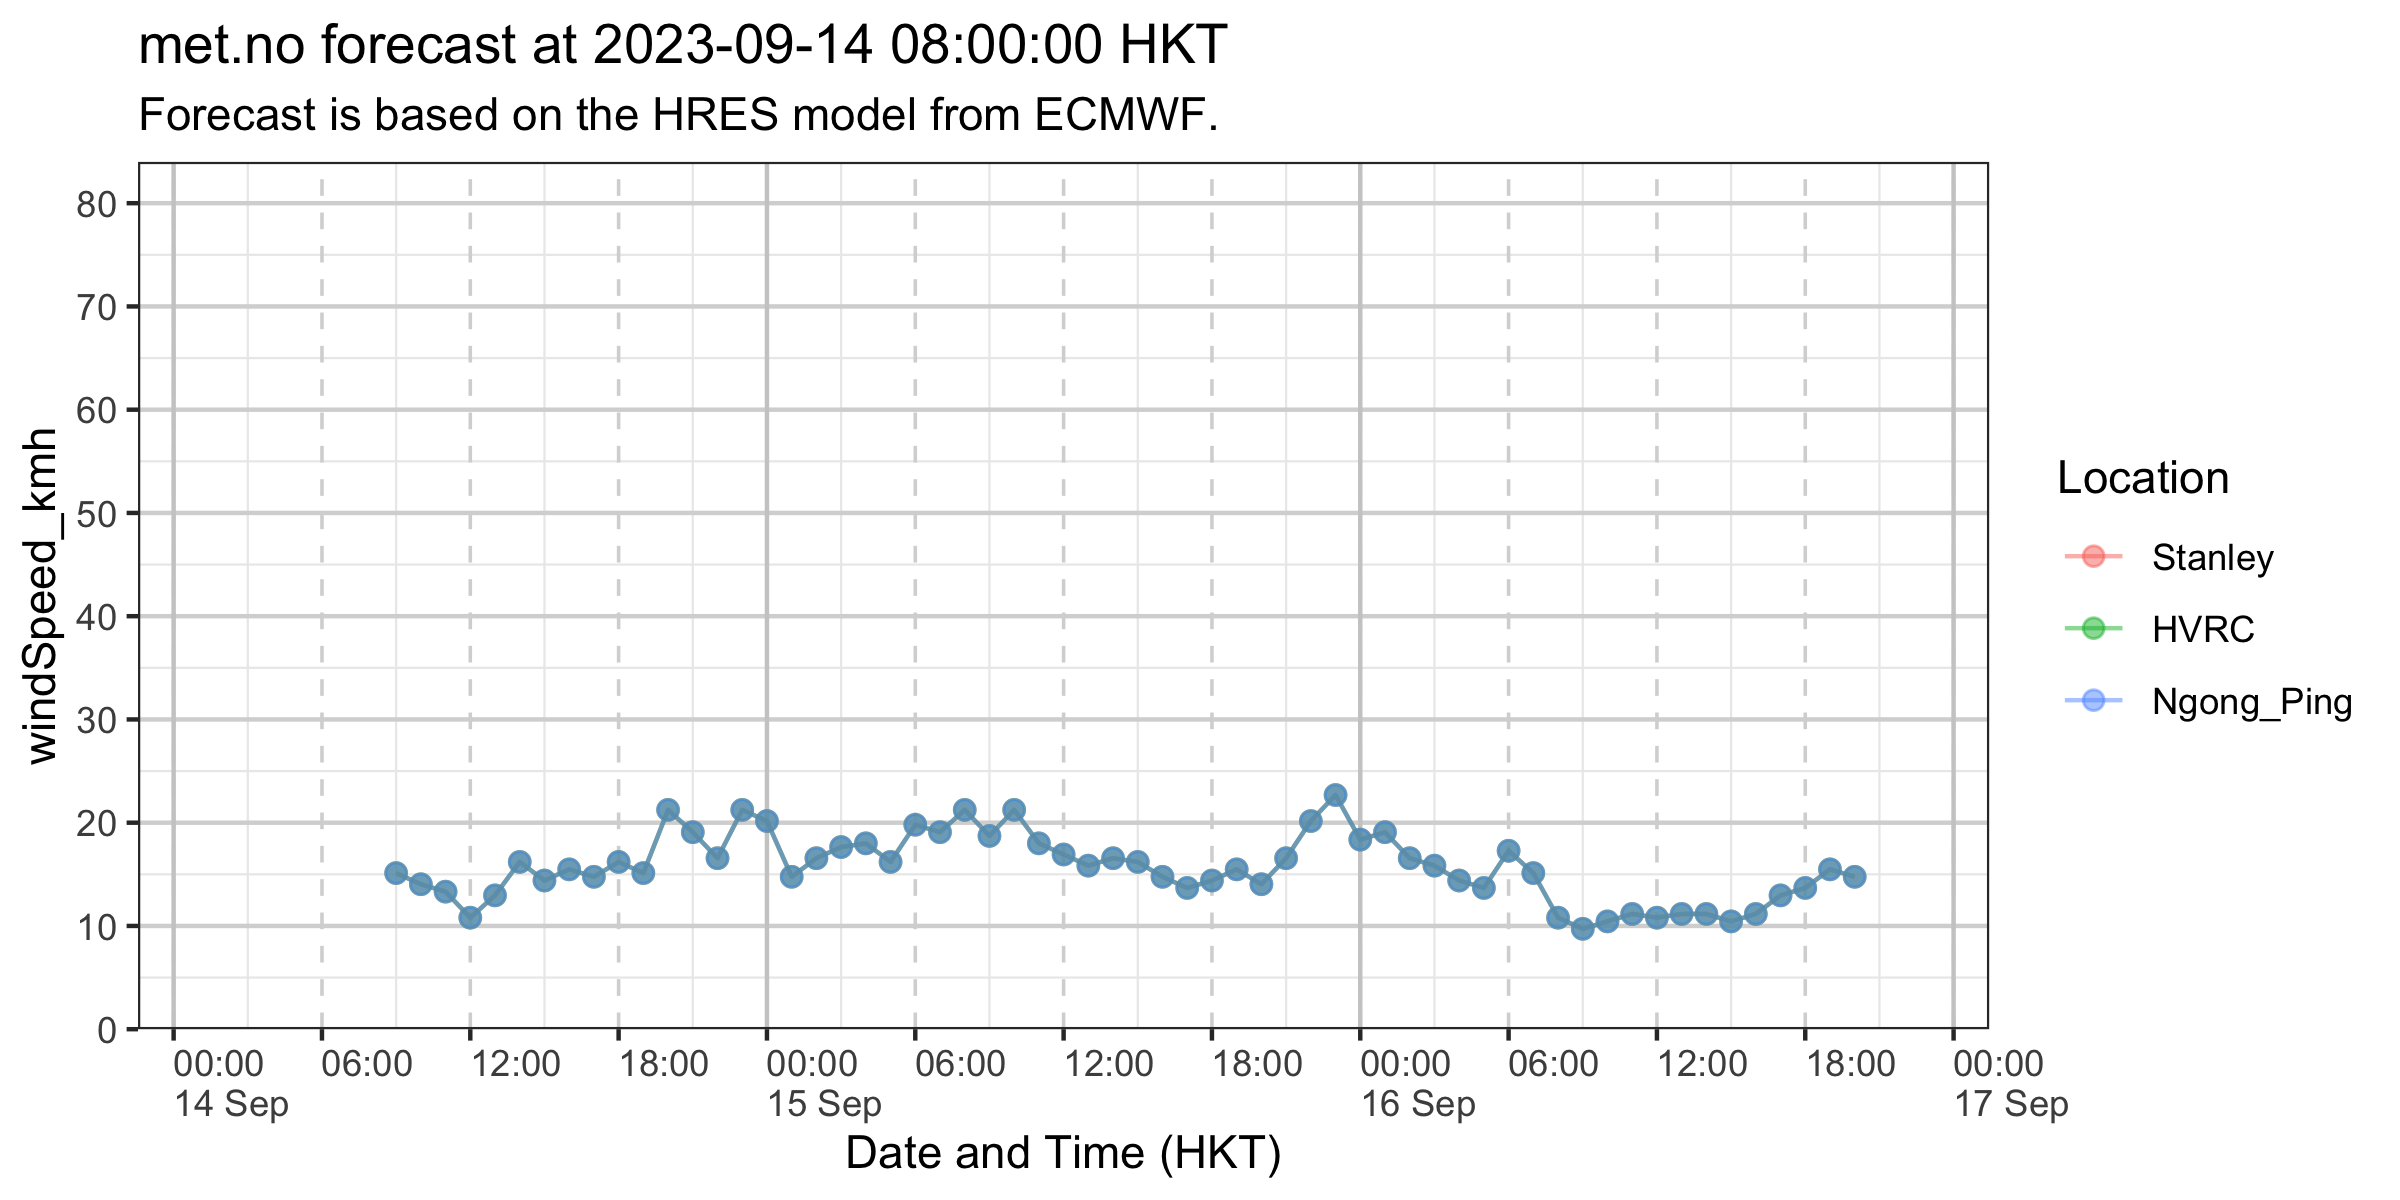 met.no forecast at 2023-09-14 08:00:00 HKT
Forecast is based on the HRES model from ECMWF.
windSpeed_kmh
80
70
60
50
40
30
20
10
0
00:00 06:00 12:00 18:00 00:00 06:00 12:00 18:00 00:00 06:00 12:00 18:00 00:00
14 Sep 15 Sep 16 Sep 17 Sep
Date and Time (HKT)
Location
Stanley
HVRC
Ngong_Ping